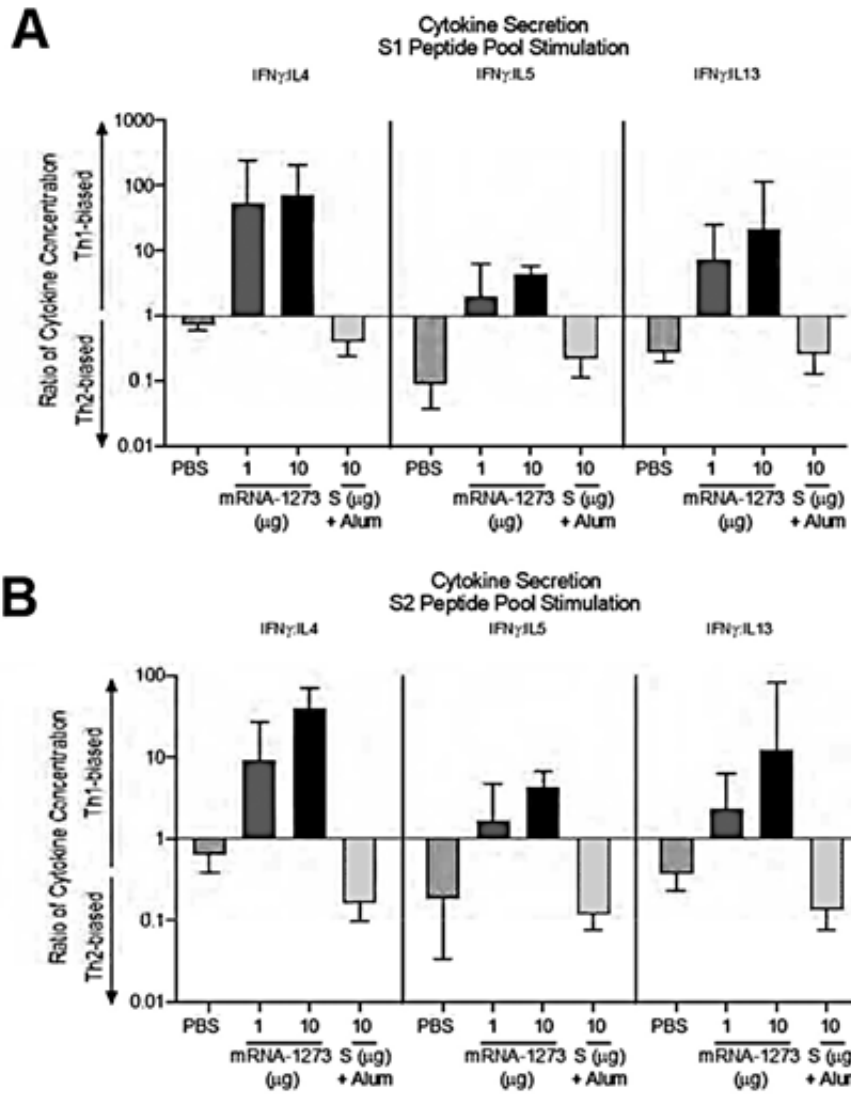 A
Cytokine Secretion
S1 Peptide Pool Stimulation
IFNγ:IL4 IFNγ:IL5 IFNγ:IL13
Ratio of Cytokine Concentration
Th1-biased
Th2-biased
1000
100
10
1
0.1
0.01
PBS 1 10 10 PBS 1 10 10 PBS 1 10 10
mRNA-1273 S (μg) mRNA-1273 S (μg) mRNA-1273 S (μg)
(μg) + Alum (μg) + Alum (μg) + Alum
B
Cytokine Secretion
S2 Peptide Pool Stimulation
IFNγ:IL4 IFNγ:IL5 IFNγ:IL13
Ratio of Cytokine Concentration
Th1-biased
Th2-biased
100
10
1
0.1
0.01
PBS 1 10 10 PBS 1 10 10 PBS 1 10 10
mRNA-1273 S (μg) mRNA-1273 S (μg) mRNA-1273 S (μg
(μg) + Alum (μg) + Alum (μg) + Alum